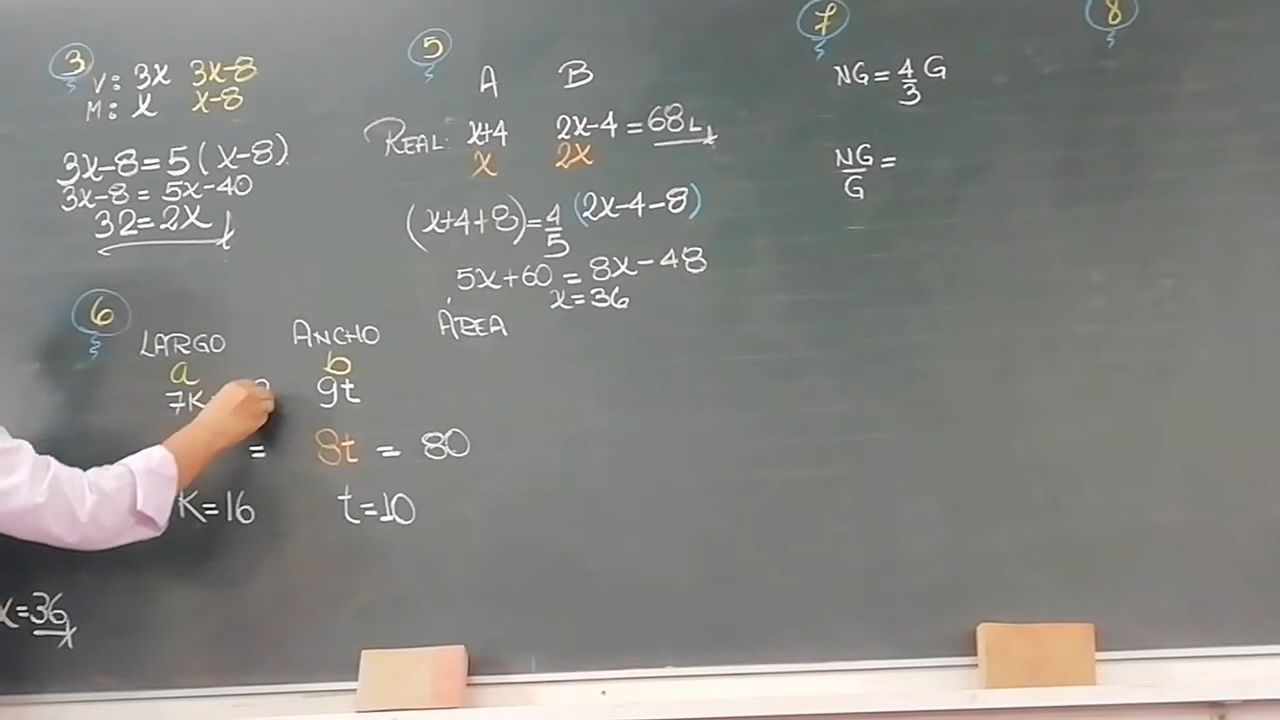 3
V: 3x 3x-8
M: x x-8
3x-8=5(x-8)
3x-8=5x-40
32=2x
5
A B
REAL: x+4 2x-4=68L
x 2x
(x+4+8)=4/5(2x-4-8)
5x+60=8x-48
x=36
6
LARGO ANCHO ÁREA
a b
7K 9t
= 8t = 80
K=16 t=10
x=36
7
NG=4/3 G
NG/G=
8